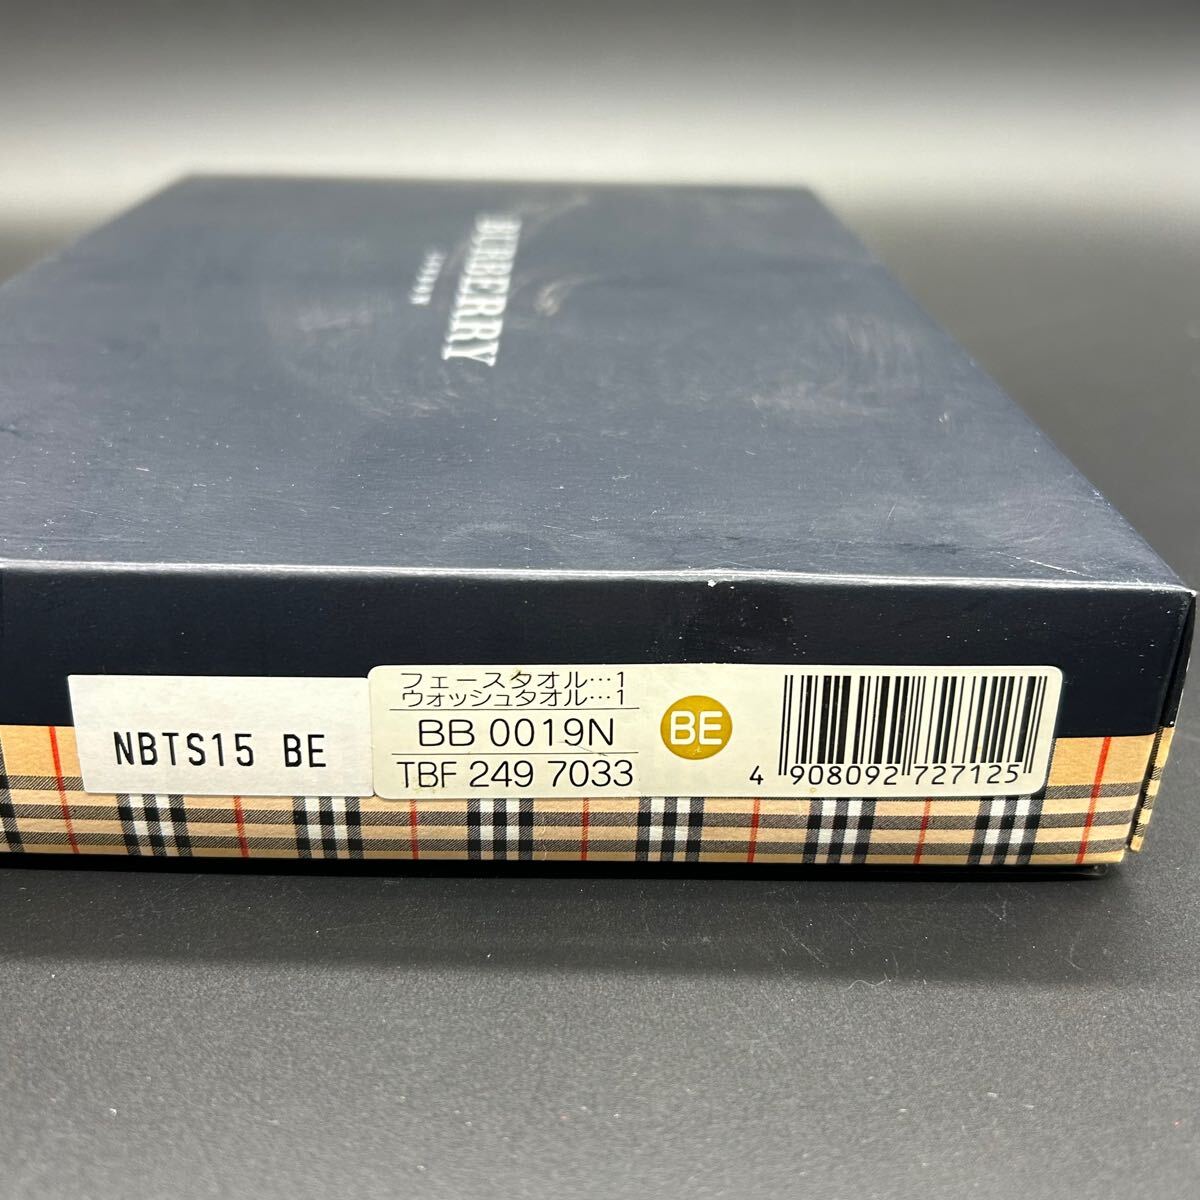 BURBERRY
LONDON
NBTS15 BE
フェースタオル…1
ウォッシュタオル…1
BB 0019N
TBF 249 7033
BE
4 908092 727125